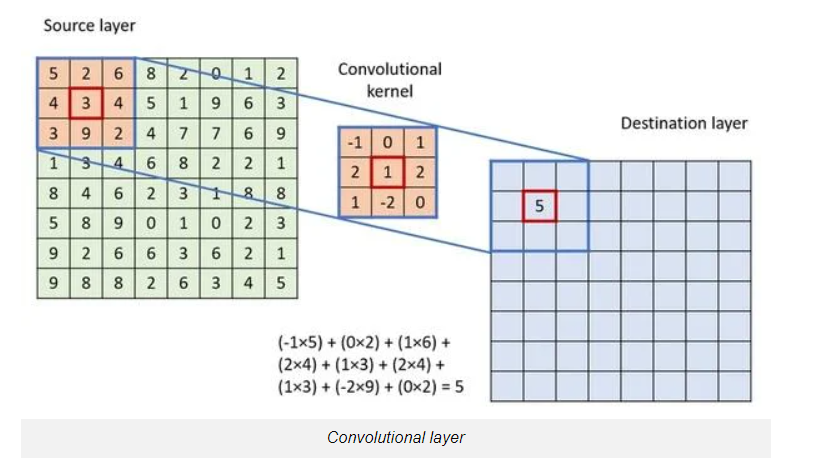 Source layer
5 2 6 8 2 0 1 2
4 3 4 5 1 9 6 3
3 9 2 4 7 7 6 9
1 3 4 6 8 2 2 1
8 4 6 2 3 1 8 8
5 8 9 0 1 0 2 3
9 2 6 6 3 6 2 1
9 8 8 2 6 3 4 5
Convolutional
kernel
-1 0 1
2 1 2
1 -2 0
Destination layer
5
(-1×5) + (0×2) + (1×6) +
(2×4) + (1×3) + (2×4) +
(1×3) + (-2×9) + (0×2) = 5
Convolutional layer